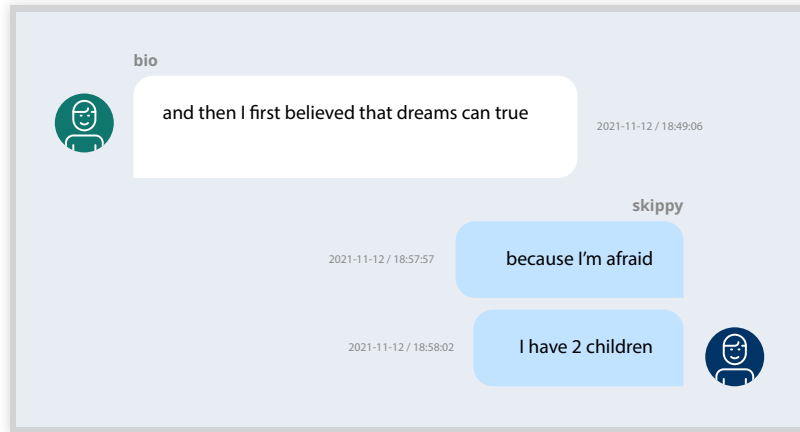 bio
and then I first believed that dreams can true
2021-11-12 / 18:49:06
skippy
2021-11-12 / 18:57:57
because I’m afraid
2021-11-12 / 18:58:02
I have 2 children